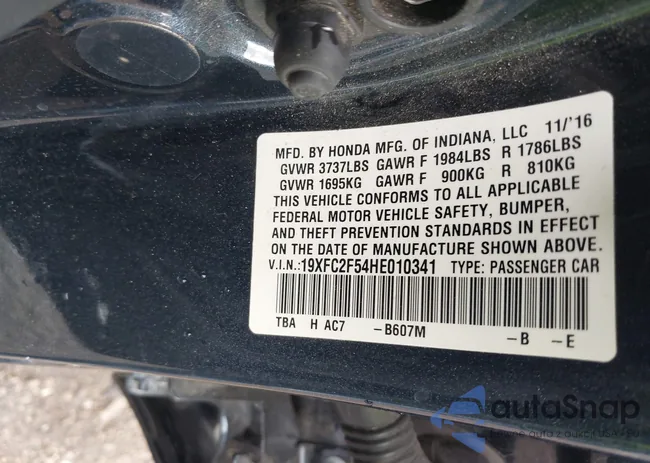 MFD. BY HONDA MFG. OF INDIANA, LLC 11/'16
GVWR 3737LBS GAWR F 1984LBS R 1786LBS
GVWR 1695KG GAWR F 900KG R 810KG
THIS VEHICLE CONFORMS TO ALL APPLICABLE
FEDERAL MOTOR VEHICLE SAFETY, BUMPER,
AND THEFT PREVENTION STANDARDS IN EFFECT
ON THE DATE OF MANUFACTURE SHOWN ABOVE.
V.I.N.:19XFC2F54HE010341 TYPE: PASSENGER CAR
TBA H AC7 -B607M -B -E
autaSnap